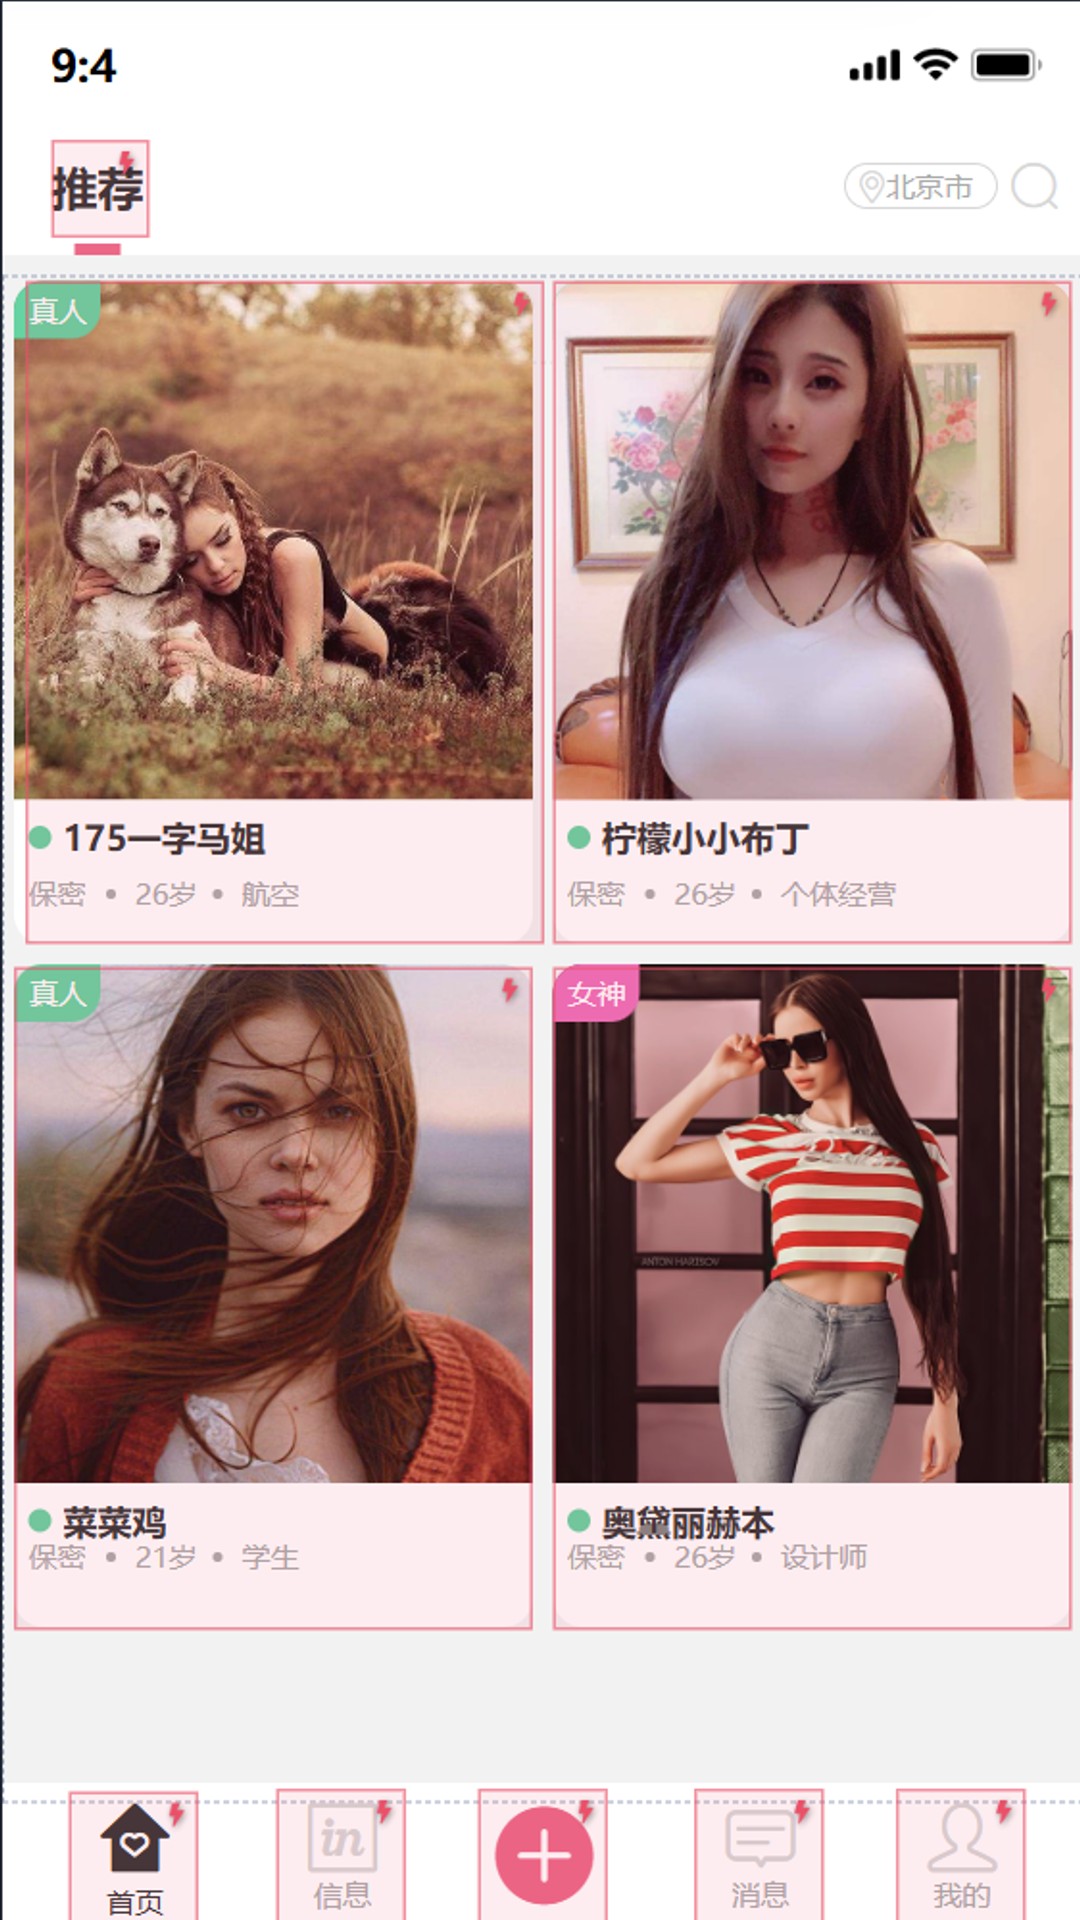 9:4
推荐
北京市
真人
175一字马姐
保密 • 26岁 • 航空
柠檬小小布丁
保密 • 26岁 • 个体经营
真人
菜菜鸡
保密 • 21岁 • 学生
女神
ANTON HARISOV
奥黛丽赫本
保密 • 26岁 • 设计师
首页
in
信息
消息
我的